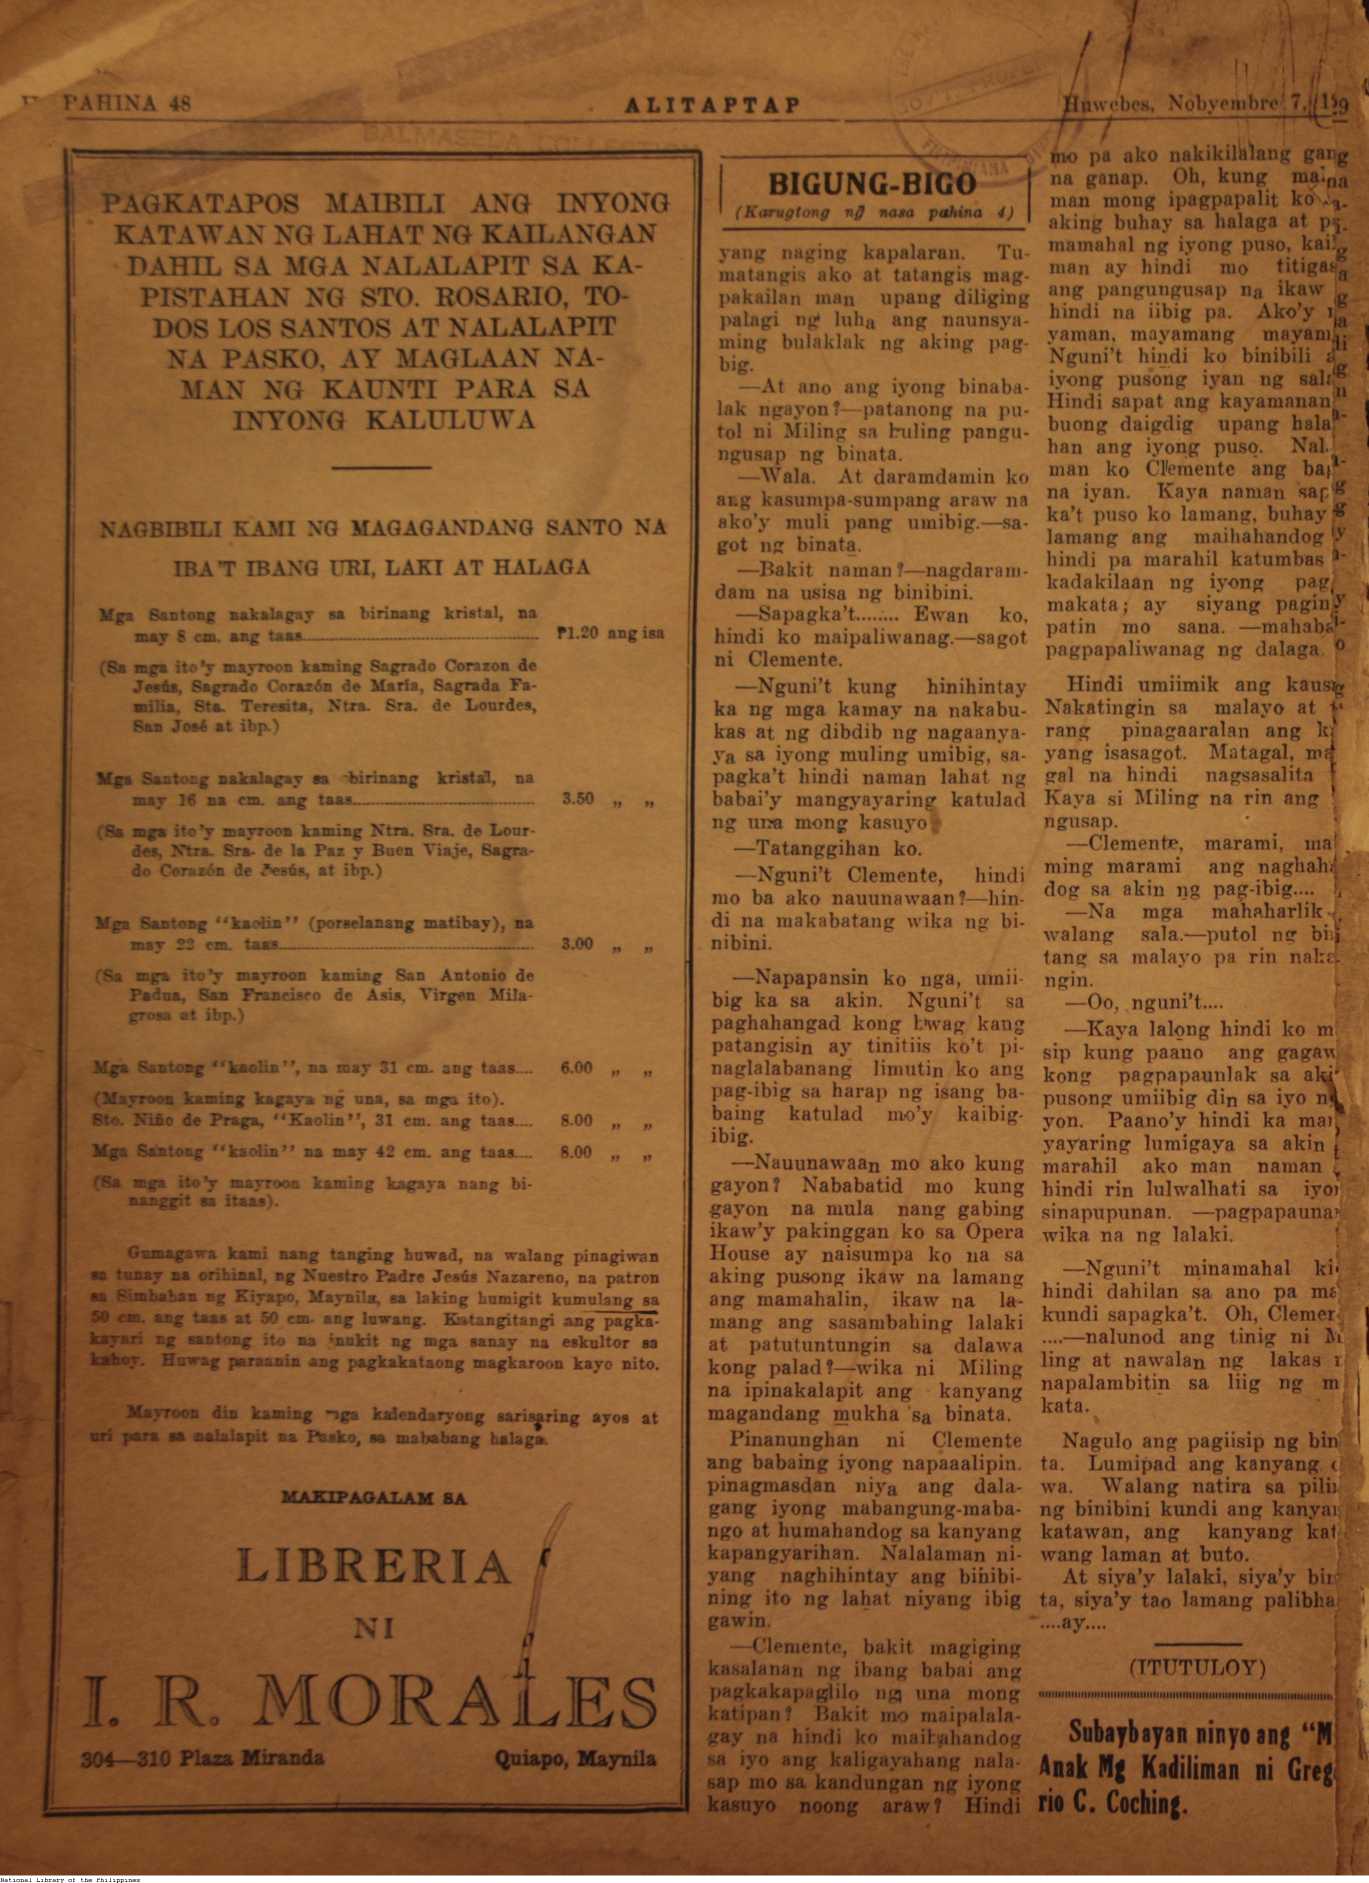 PAHINA 48
ALITAPTAP
Huwebes, Nobyembre 7,
PAGKATAPOS MAIBILI ANG INYONG
KATAWAN NG LAHAT NG KAILANGAN
DAHIL SA MGA NALALAPIT SA KA-
PISTAHAN NG STO. ROSARIO, TO-
DOS LOS SANTOS AT NALALAPIT
NA PASKO, AY MAGLAAN NA-
MAN NG KAUNTI PARA SA
INYONG KALULUWA
NAGBIBILI KAMI NG MAGAGANDANG SANTO NA
IBA'T IBANG URI, LAKI AT HALAGA
Mga Santong nakalagay sa birinang kristal, na
may 8 cm. ang taas........ ₱1.20 ang isa
(Sa mga ito'y mayroon kaming Sagrado Corazon de
Jesús, Sagrado Corazón de María, Sagrada Fa-
milia, Sta. Teresita, Ntra. Sra. de Lourdes,
San José at ibp.)
Mga Santong nakalagay sa birinang kristal, na
may 16 na cm. ang taas........ 3.50 „ „
(Sa mga ito'y mayroon kaming Ntra. Sra. de Lour-
des, Ntra. Sra. de la Paz y Buen Viaje, Sagra-
do Corazón de Jesús, at ibp.)
Mga Santong "kaolin" (porselanang matibay), na
may 22 cm. taas........ 3.00 „ „
(Sa mga ito'y mayroon kaming San Antonio de
Padua, San Francisco de Asis, Virgen Mila-
grosa at ibp.)
Mga Santong "kaolin", na may 31 cm. ang taas.... 6.00 „ „
(Mayroon kaming kagaya ng una, sa mga ito).
Sto. Niño de Praga, "Kaolin", 31 cm. ang taas.... 8.00 „ „
Mga Santong "kaolin" na may 42 cm. ang taas.... 8.00 „ „
(Sa mga ito'y mayroon kaming kagaya nang bi-
nanggit sa itaas).
Gumagawa kami nang tanging huwad, na walang pinagiwan
sa tunay na orihinal, ng Nuestro Padre Jesús Nazareno, na patron
sa Simbahan ng Kiyapo, Maynila, sa laking humigit kumulang sa
50 cm. ang taas at 50 cm. ang luwang. Katangitangi ang pagka-
kayari ng santong ito na inukit ng mga sanay na eskultor sa
kahoy. Huwag paraanin ang pagkakataong magkaroon kayo nito.
Mayroon din kaming mga kalendaryong sarisaring ayos at
uri para sa nalalapit na Pasko, sa mababang halaga.
MAKIPAGALAM SA
LIBRERIA
NI
I. R. MORALES
304—310 Plaza Miranda Quiapo, Maynila
BIGUNG-BIGO
(Karugtong ng nasa pahina 4)
yang naging kapalaran. Tu-
matangis ako at tatangis mag-
pakailan man upang diligin
palagi ng luha ang naunsya-
ming bulaklak ng aking pag-
big.
—At ano ang iyong binaba-
lak ngayon?—patanong na pu-
tol ni Miling sa huling pangu-
ngusap ng binata.
—Wala. At daramdamin ko
ang kasumpa-sumpang araw na
ako'y muli pang umibig.—sa-
got ng binata.
—Bakit naman?—nagdaram-
dam na usisa ng binibini.
—Sapagka't........ Ewan ko,
hindi ko maipaliwanag.—sagot
ni Clemente.
—Nguni't kung hinihintay
ka ng mga kamay na nakabu-
kas at ng dibdib ng nagaanya-
ya sa iyong muling umibig, sa-
pagka't hindi naman lahat ng
babai'y mangyayaring katulad
ng una mong kasuyo
—Tatanggihan ko.
—Nguni't Clemente, hindi
mo ba ako nauunawaan?—hin-
di na makabatang wika ng bi-
nibini.
—Napapansin ko nga, umii-
big ka sa akin. Nguni't sa
paghahangad kong hwag kang
patangisin ay tinitiis ko't pi-
naglalabanang limutin ko ang
pag-ibig sa harap ng isang ba-
baing katulad mo'y kaibig-
ibig.
—Nauunawaan mo ako kung
gayon? Nababatid mo kung
gayon na mula nang gabing
ikaw'y pakinggan ko sa Opera
House ay naisumpa ko na sa
aking pusong ikaw na lamang
ang mamahalin, ikaw na la-
mang ang sasambahing lalaki
at patutuntungin sa dalawa
kong palad?—wika ni Miling
na ipinakalapit ang kanyang
magandang mukha sa binata.
Pinanunghan ni Clemente
ang babaing iyong napaaalipin.
pinagmasdan niya ang dala-
gang iyong mabangung-maba-
ngo at humahandog sa kanyang
kapangyarihan. Nalalaman ni-
yang naghihintay ang binibi-
ning ito ng lahat niyang ibig
gawin.
—Clemente, bakit magiging
kasalanan ng ibang babai ang
pagkakapaglilo ng una mong
katipan? Bakit mo maipalala-
gay na hindi ko maihahandog
sa iyo ang kaligayahang nala-
sap mo sa kandungan ng iyong
kasuyo noong araw? Hindi
mo pa ako nakikilalang gang
na ganap. Oh, kung
man mong ipagpapalit ko
aking buhay sa halaga at
mamahal ng iyong puso,
man ay hindi mo
ang pangungusap na ikaw
hindi na iibig pa. Ako'y
yaman, mayamang
Nguni't hindi ko binibili
iyong pusong iyan ng
Hindi sapat ang kayamanan
buong daigdig upang
han ang iyong puso.
man ko Clemente ang
na iyan. Kaya naman
ka't puso ko lamang, buhay
lamang ang maihahandog
hindi pa marahil katumbas
kadakilaan ng iyong
makata; ay siyang
patin mo sana. —
pagpapaliwanag ng dalaga.
Hindi umiimik ang
Nakatingin sa malayo at
rang pinagaaralan ang
yang isasagot. Matagal,
gal na hindi nagsasalita
Kaya si Miling na rin ang
ngusap.
—Clemente, marami,
ming marami ang
dog sa akin ng pag-ibig....
—Na mga mahaharlik
walang sala.—putol ng
tang sa malayo pa rin
ngin.
—Oo, nguni't....
—Kaya lalong hindi ko
sip kung paano ang
kong pagpapaunlak sa
pusong umiibig din sa iyo
yon. Paano'y hindi ka
yayaring lumigaya sa akin
marahil ako man naman
hindi rin lulwalhati sa
sinapupunan. —
wika na ng lalaki.
—Nguni't minamahal
hindi dahilan sa ano pa
kundi sapagka't. Oh,
....—nalunod ang tinig ni
ling at nawalan ng lakas
napalambitin sa liig ng
kata.
Nagulo ang pagiisip ng
ta. Lumipad ang kanyang
wa. Walang natira sa
ng binibini kundi ang
katawan, ang kanyang
wang laman at buto.
At siya'y lalaki, siya'y
ta, siya'y tao lamang
....ay....
(ITUTULOY)
Subaybayan ninyo ang "M
Anak Mg Kadiliman ni Greg
rio C. Coching.
National Library of the Philippines